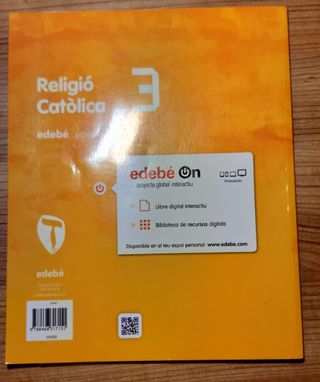 Religió
Catòlica
3
edebé
edebé On
projecte global interactiu
Multidispositiu
Llibre digital interactiu
Biblioteca de recursos digitals
Disponible en el teu espai personal: www.edebe.com
edebé